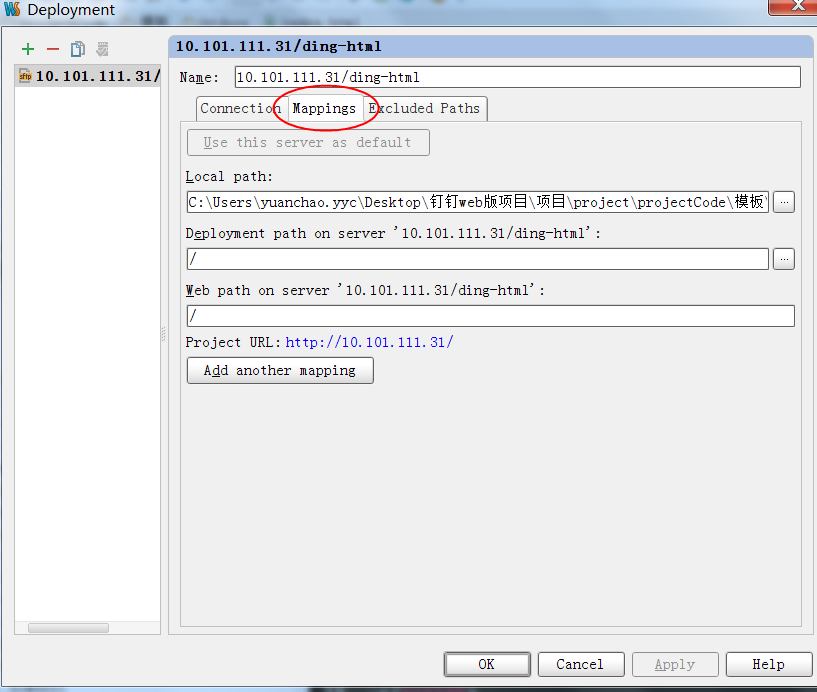 Deployment
10.101.111.31/
10.101.111.31/ding-html
Name: 10.101.111.31/ding-html
Connection Mappings Excluded Paths
Use this server as default
Local path:
C:\Users\yuanchao.yyc\Desktop\钉钉web版项目\项目\project\projectCode\模板\
...
Deployment path on server '10.101.111.31/ding-html':
/
...
Web path on server '10.101.111.31/ding-html':
/
Project URL: http://10.101.111.31/
Add another mapping
OK Cancel Apply Help